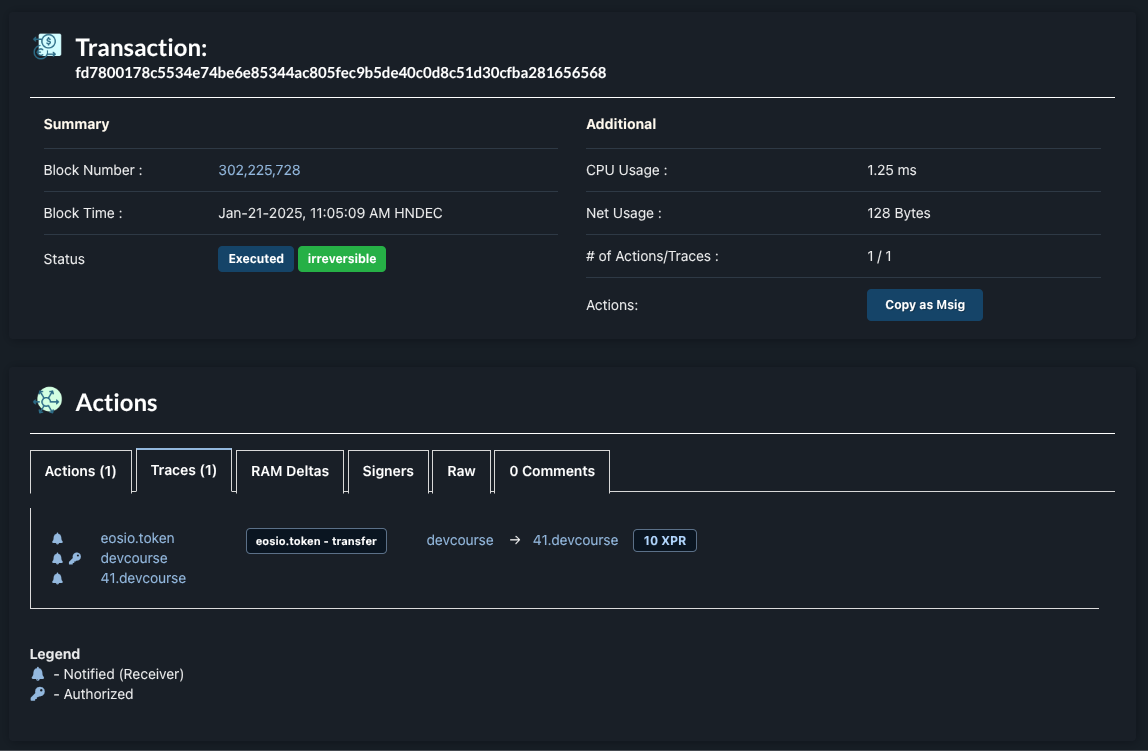 Transaction:
fd7800178c5534e74be6e85344ac805fec9b5de40c0d8c51d30cfba281656568
Summary
Block Number :
302,225,728
Block Time :
Jan-21-2025, 11:05:09 AM HNDEC
Status
Executed
irreversible
Additional
CPU Usage :
1.25 ms
Net Usage :
128 Bytes
# of Actions/Traces :
1 / 1
Actions:
Copy as Msig
Actions
Actions (1)
Traces (1)
RAM Deltas
Signers
Raw
0 Comments
eosio.token
devcourse
41.devcourse
eosio.token - transfer
devcourse → 41.devcourse
10 XPR
Legend
- Notified (Receiver)
- Authorized